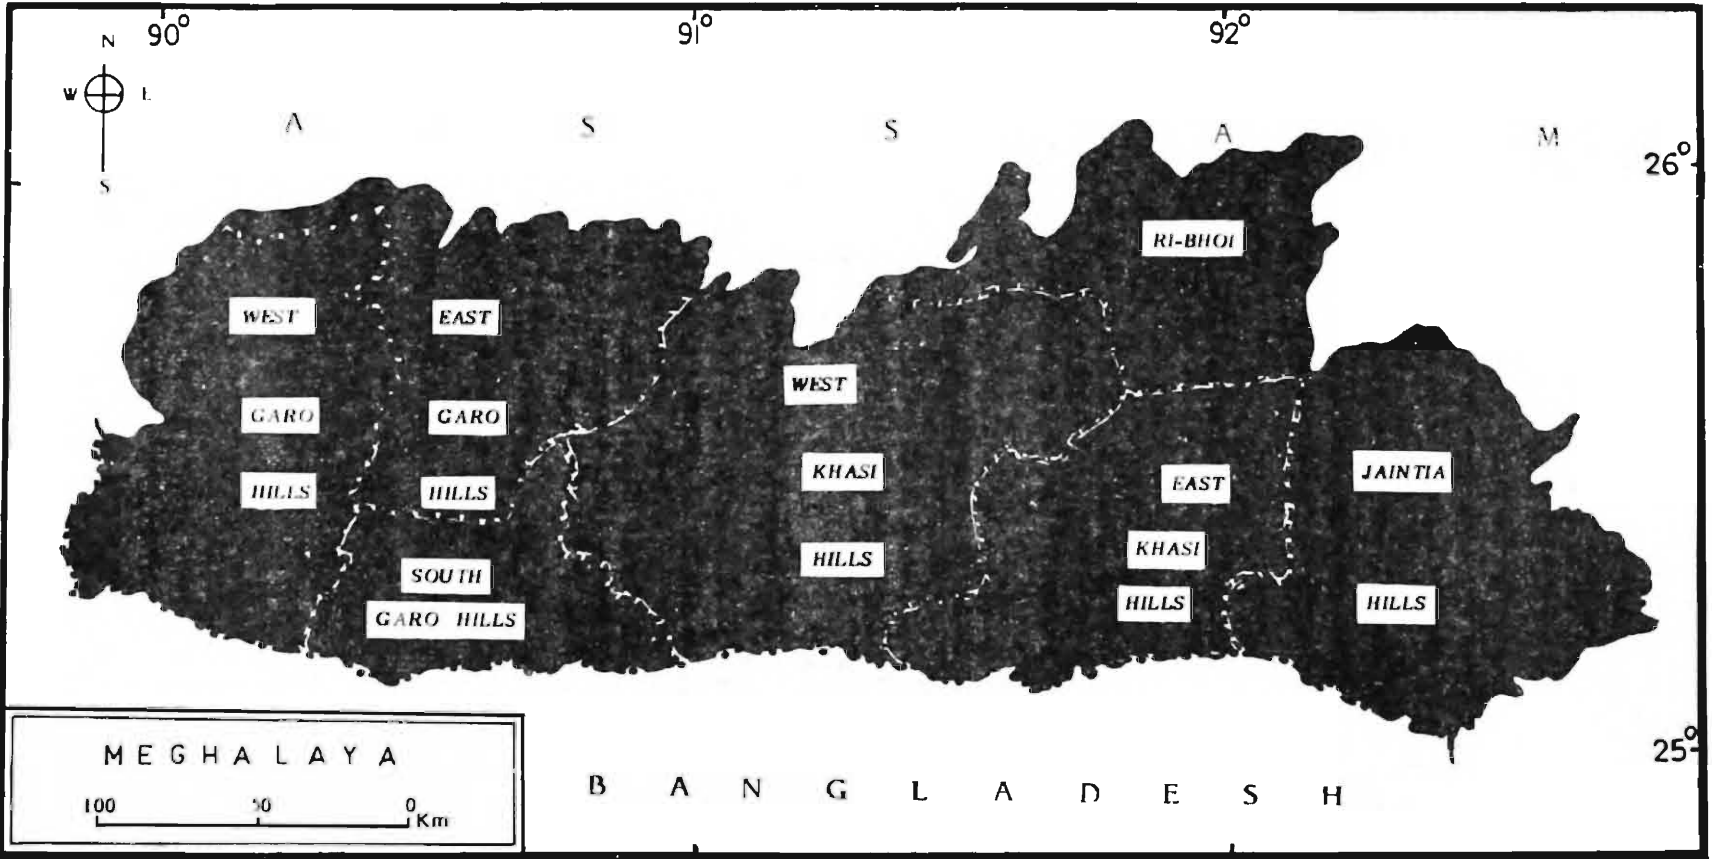 90° 91° 92°
N
W E
S
A S S A M
26°
RI-BHOI
WEST
GARO
HILLS
EAST
GARO
HILLS
SOUTH
GARO HILLS
WEST
KHASI
HILLS
EAST
KHASI
HILLS
JAINTIA
HILLS
25°
BANGLADESH
MEGHALAYA
100 50 0
Km